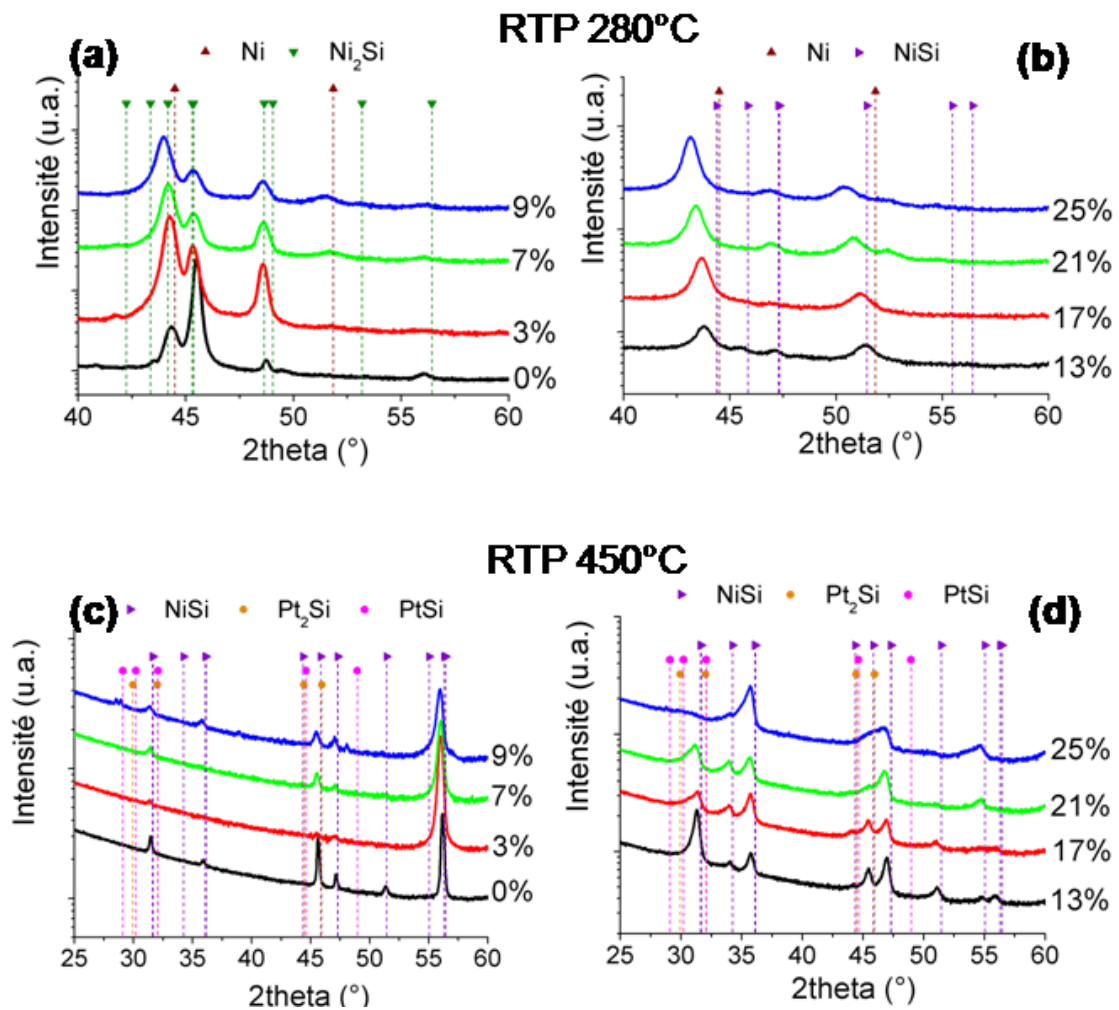 RTP 280°C
(a)
Ni
Ni2Si
Intensité (u.a.)
9%
7%
3%
0%
40 45 50 55 60
2theta (°)
Ni
NiSi
(b)
Intensité (u.a.)
25%
21%
17%
13%
40 45 50 55 60
2theta (°)
RTP 450°C
(c)
NiSi
Pt2Si
PtSi
Intensité (u.a.)
9%
7%
3%
0%
25 30 35 40 45 50 55 60
2theta (°)
NiSi
Pt2Si
PtSi
(d)
Intensité (u.a.)
25%
21%
17%
13%
25 30 35 40 45 50 55 60
2theta (°)